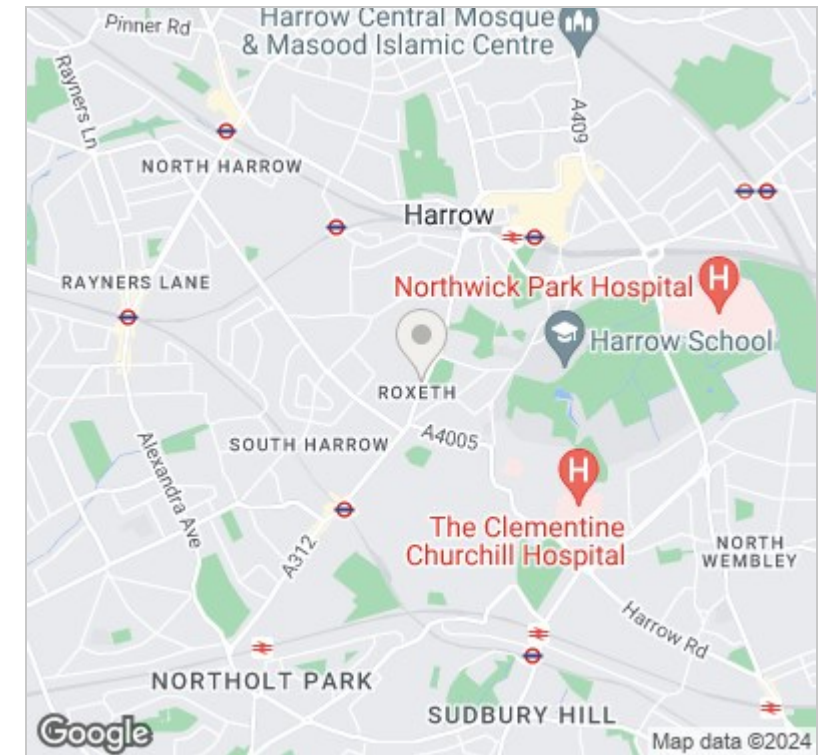 Pinner Rd
Harrow Central Mosque
& Masood Islamic Centre
Rayners Ln
A409
NORTH HARROW
Harrow
RAYNERS LANE
Northwick Park Hospital
H
Harrow School
ROXETH
SOUTH HARROW
A4005
Alexandra Ave
H
The Clementine
Churchill Hospital
A312
NORTH
WEMBLEY
Harrow Rd
NORTHOLT PARK
SUDBURY HILL
Google
Map data ©2024